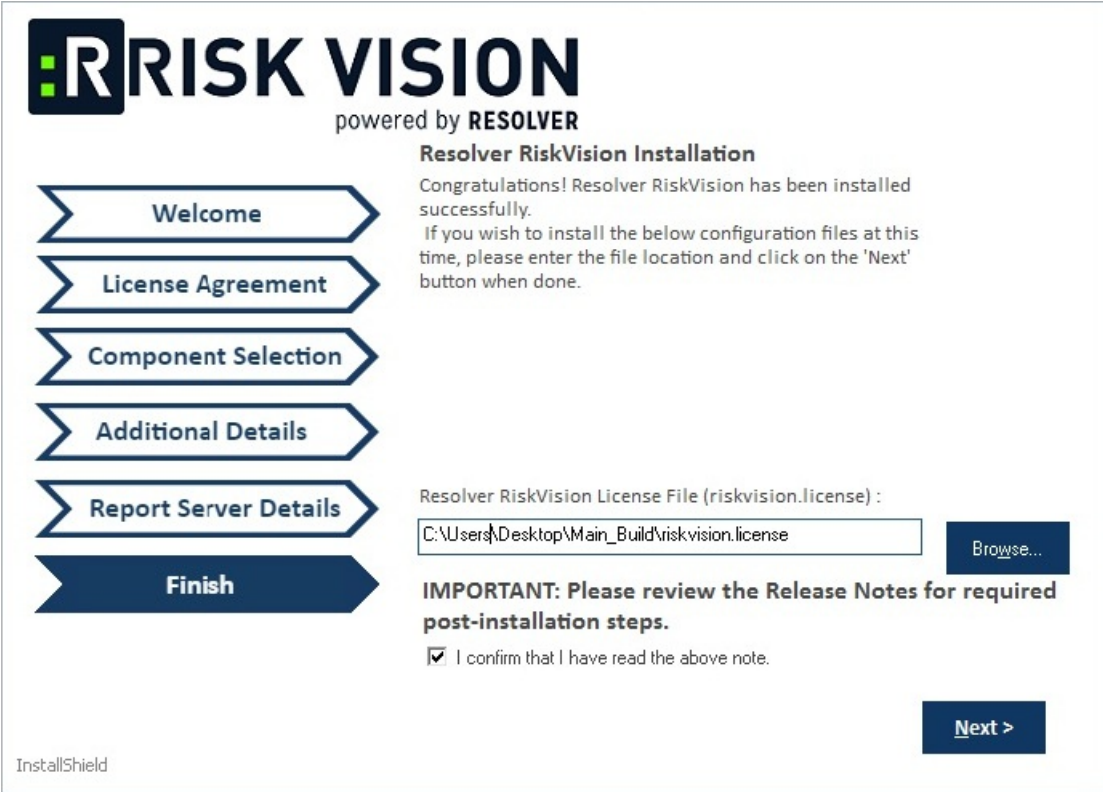 :R RISK VISION
powered by RESOLVER
Resolver RiskVision Installation
Congratulations! Resolver RiskVision has been installed
successfully.
If you wish to install the below configuration files at this
time, please enter the file location and click on the 'Next'
button when done.
Welcome
License Agreement
Component Selection
Additional Details
Report Server Details
Finish
Resolver RiskVision License File (riskvision.license) :
C:\Users\Desktop\Main_Build\riskvision.license
Browse...
IMPORTANT: Please review the Release Notes for required
post-installation steps.
I confirm that I have read the above note.
Next >
InstallShield